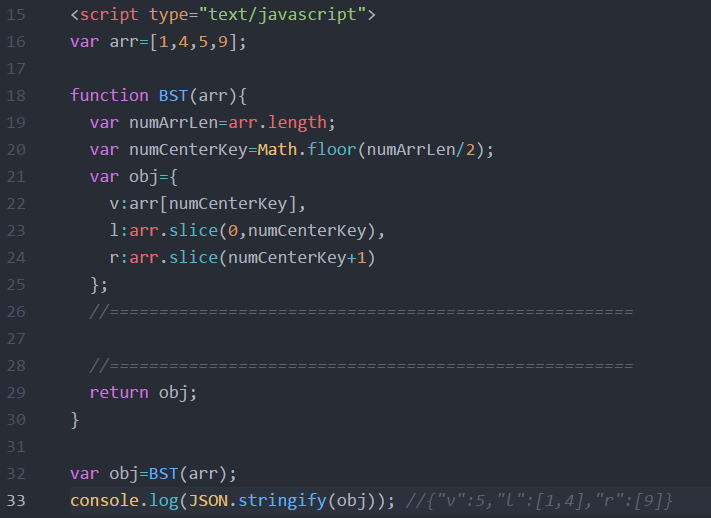 15 <script type="text/javascript">
16 var arr=[1,4,5,9];
17
18 function BST(arr){
19 var numArrLen=arr.length;
20 var numCenterKey=Math.floor(numArrLen/2);
21 var obj={
22 v:arr[numCenterKey],
23 l:arr.slice(0,numCenterKey),
24 r:arr.slice(numCenterKey+1)
25 };
26 //=====================================================
27
28 //=====================================================
29 return obj;
30 }
31
32 var obj=BST(arr);
33 console.log(JSON.stringify(obj)); //{"v":5,"l":[1,4],"r":[9]}